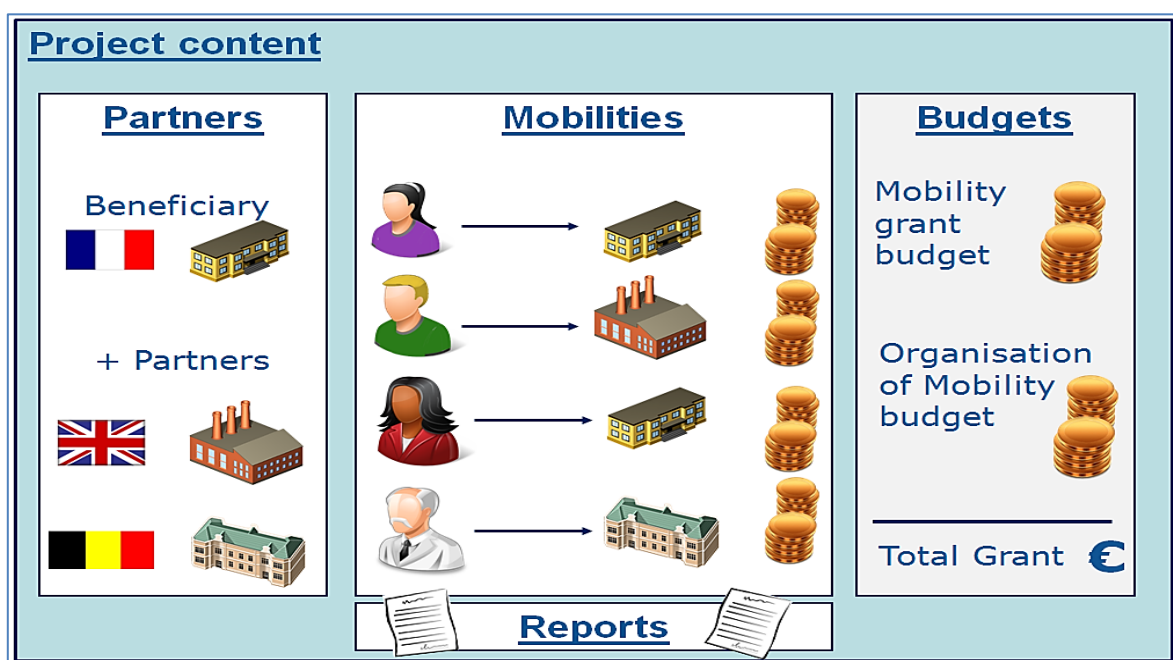 Project content
Partners
Beneficiary
+ Partners
Mobilities
Reports
Budgets
Mobility
grant
budget
Organisation
of Mobility
budget
Total Grant €